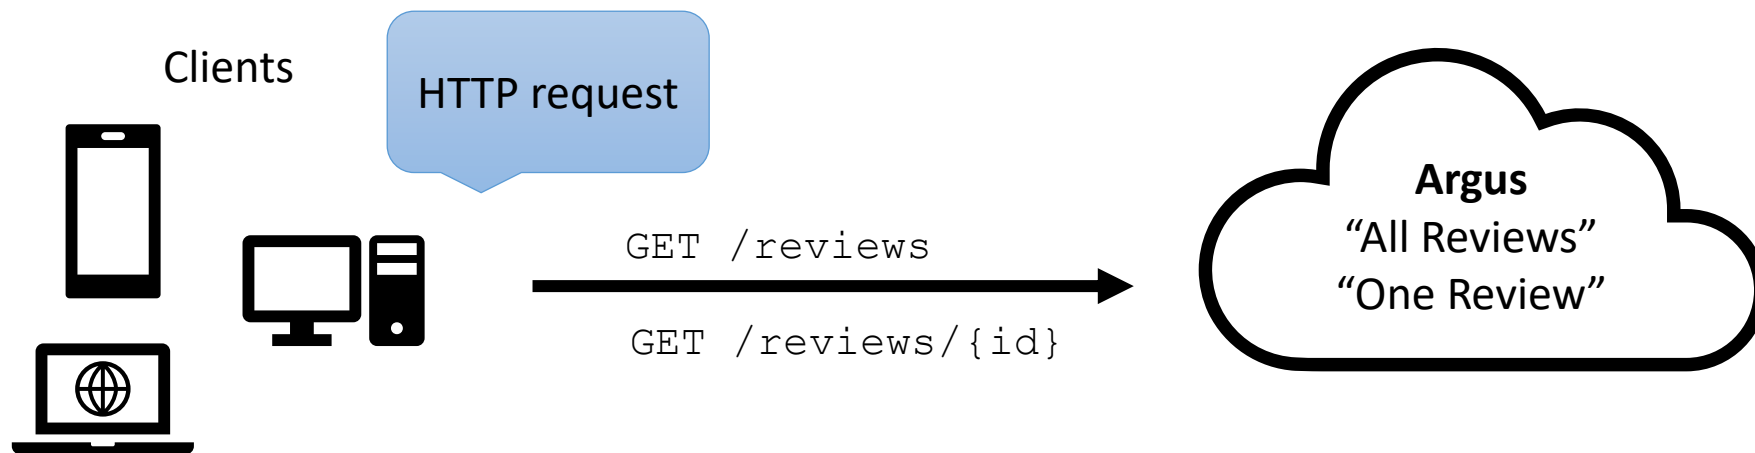 Clients
HTTP request
GET /reviews
GET /reviews/{id}
Argus
“All Reviews”
“One Review”